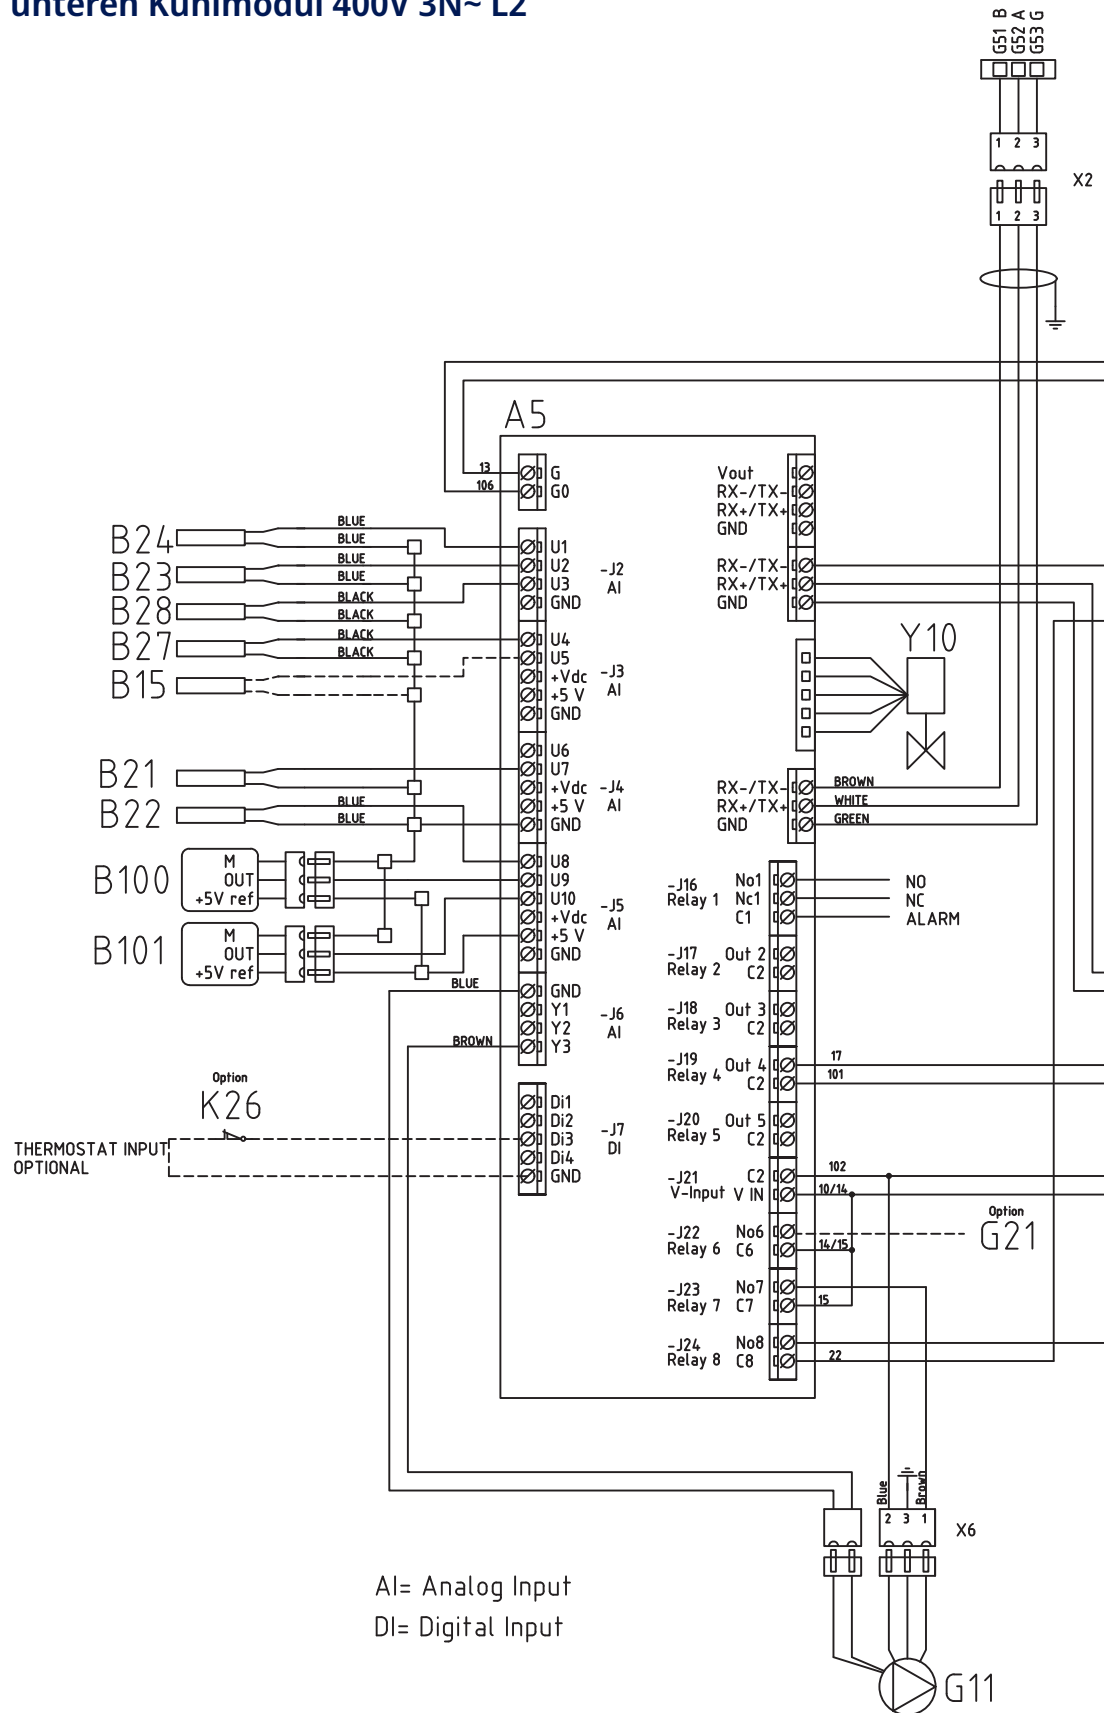 unteren Kühlmodul 400V 3N~ L2
G51 B
G52 A
G53 G
1 2 3
X2
1 2 3
A5
13 G
106 G0
Vout
RX-/TX-
RX+/TX+
GND
B24
BLUE
BLUE
B23
BLUE
BLUE
B28
BLACK
BLACK
B27
BLACK
BLACK
B15
U1
U2
U3
GND
-J2
AI
RX-/TX-
RX+/TX+
GND
U4
U5
+Vdc
+5 V
GND
-J3
AI
Y10
B21
B22
BLUE
BLUE
U6
U7
+Vdc
+5 V
GND
-J4
AI
RX-/TX-
RX+/TX+
GND
BROWN
WHITE
GREEN
B100
M
OUT
+5V ref
B101
M
OUT
+5V ref
U8
U9
U10
+Vdc
+5 V
GND
-J5
AI
-J16
Relay 1
No1
Nc1
C1
NO
NC
ALARM
-J17
Relay 2
Out 2
C2
BLUE
BROWN
GND
Y1
Y2
Y3
-J6
AI
-J18
Relay 3
Out 3
C2
-J19
Relay 4
Out 4
C2
17
101
Option
K26
THERMOSTAT INPUT
OPTIONAL
Di1
Di2
Di3
Di4
GND
-J7
DI
-J20
Relay 5
Out 5
C2
-J21
V-Input
C2
V IN
102
10/14
-J22
Relay 6
No6
C6
14/15
Option
G21
-J23
Relay 7
No7
C7
15
-J24
Relay 8
No8
C8
22
Blue
Brown
2 3 1
X6
AI= Analog Input
DI= Digital Input
G11